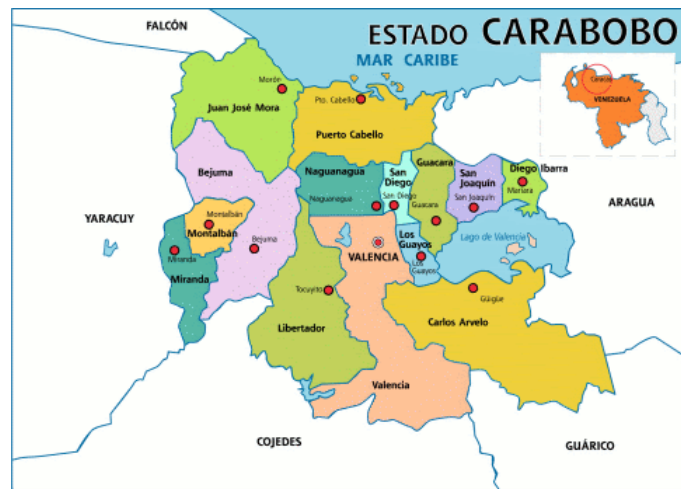 FALCÓN
ESTADO CARABOBO
MAR CARIBE
Caracas
VENEZUELA
Morón
Juan José Mora
Pto. Cabello
Puerto Cabello
Bejuma
Naguanagua
San
Diego
Guacara
San
Joaquín
Diego Ibarra
Mariara
Naguanagua
San Diego
Guacara
San Joaquín
ARAGUA
YARACUY
Montalbán
Montalbán
Miranda
Miranda
Bejuma
VALENCIA
Los
Guayos
Los
Guayos
Lago de Valencia
Tocuyito
Libertador
Güigüe
Carlos Arvelo
Valencia
COJEDES
GUÁRICO